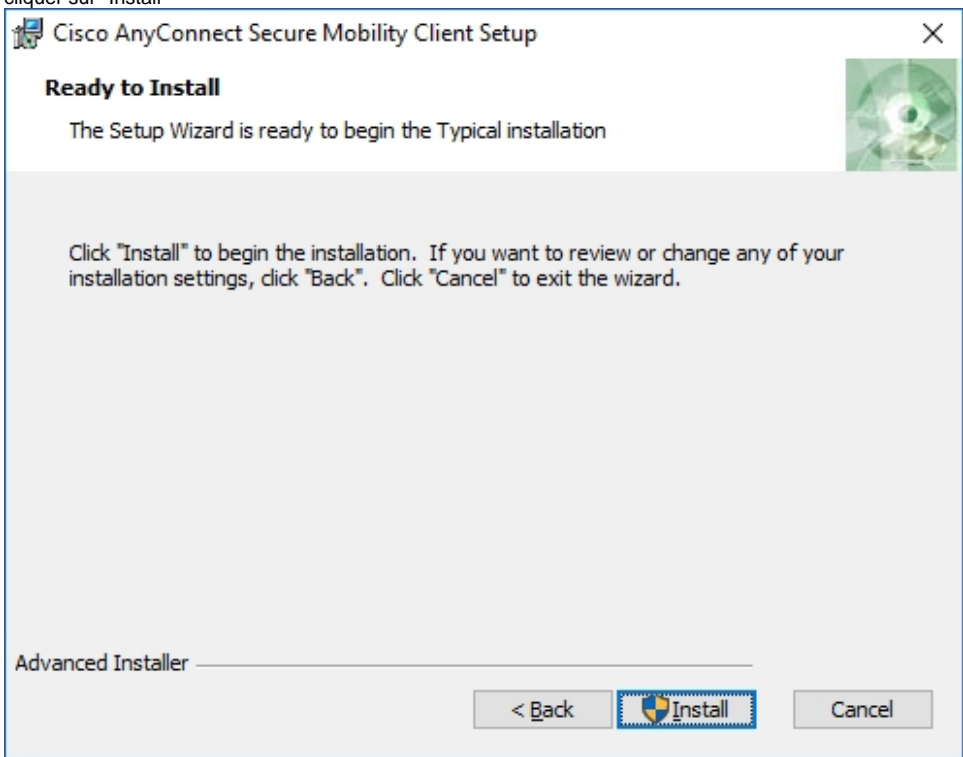 cliquer sur "Install"
Cisco AnyConnect Secure Mobility Client Setup
Ready to Install
The Setup Wizard is ready to begin the Typical installation
Click "Install" to begin the installation.  If you want to review or change any of your
installation settings, click "Back".  Click "Cancel" to exit the wizard.
Advanced Installer
< Back
Install
Cancel